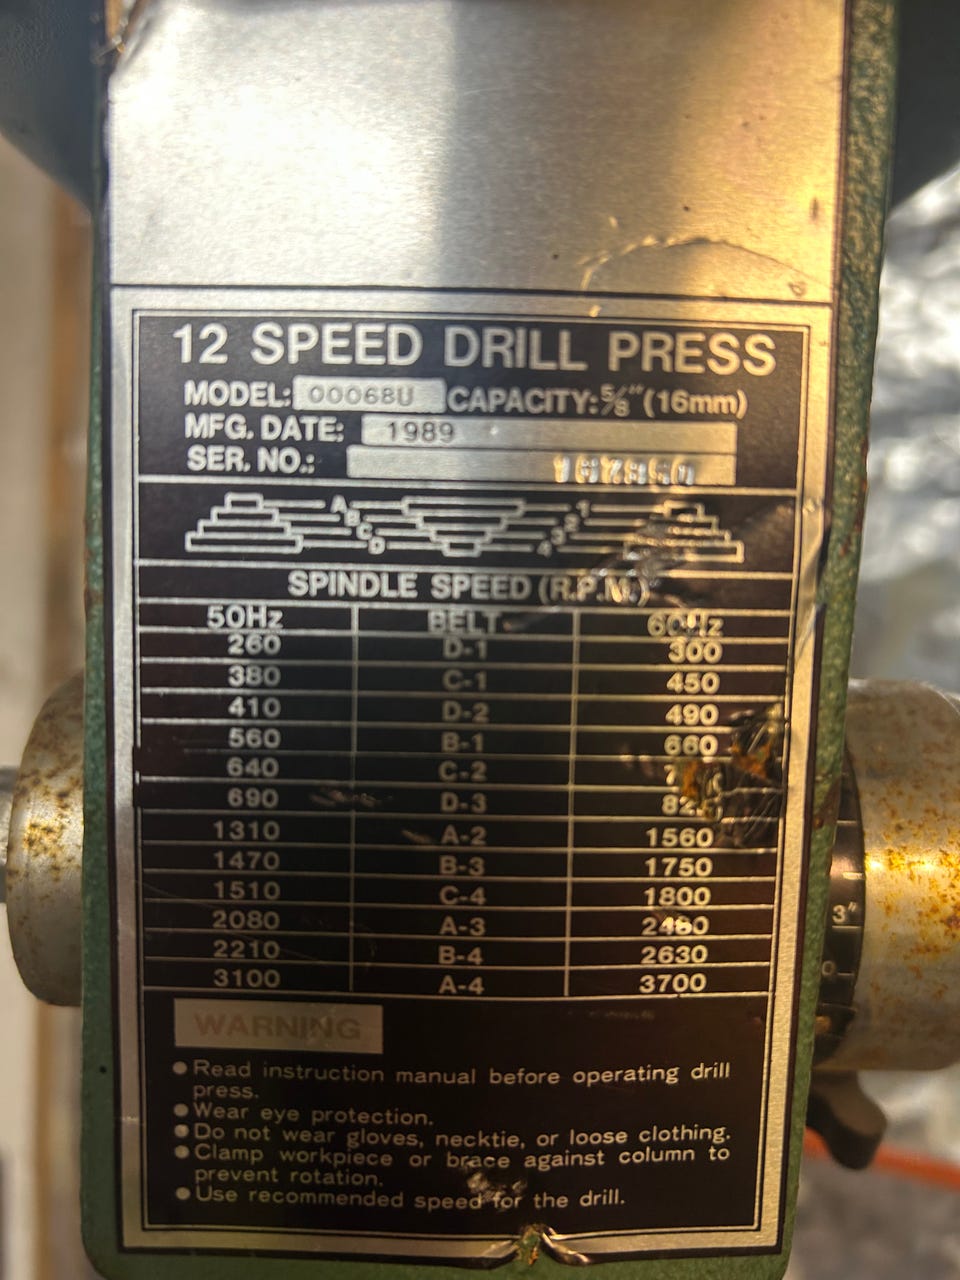 12 SPEED DRILL PRESS
MODEL: 00068U CAPACITY: 5/8" (16mm)
MFG. DATE: 1989
SER. NO.:
A 1
B 2
C 3
D 4
SPINDLE SPEED (R.P.M.)
50Hz BELT 60Hz
260 D-1 300
380 C-1 450
410 D-2 490
560 B-1 660
640 C-2
690 D-3
1310 A-2 1560
1470 B-3 1750
1510 C-4 1800
2080 A-3
2210 B-4 2630
3100 A-4 3700
WARNING
● Read instruction manual before operating drill
press.
● Wear eye protection.
● Do not wear gloves, necktie, or loose clothing.
● Clamp workpiece or brace against column to
prevent rotation.
● Use recommended speed for the drill.
3"